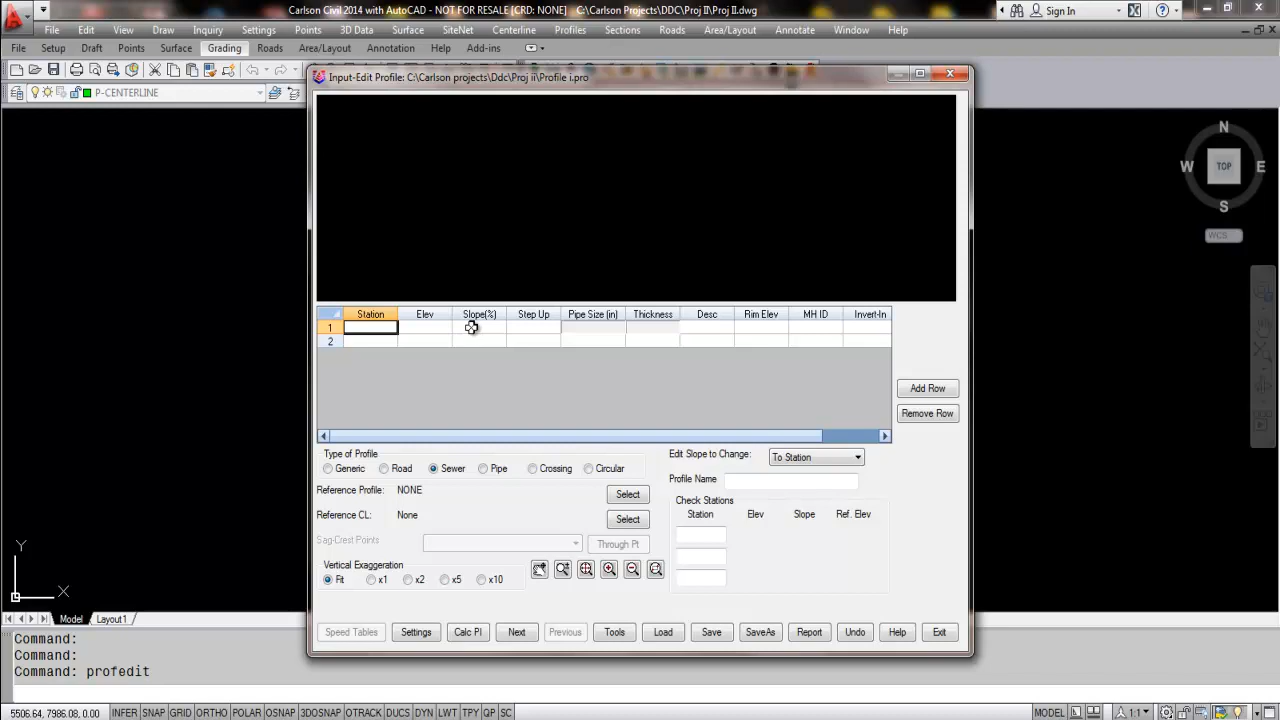 Carlson Civil 2014 with AutoCAD - NOT FOR RESALE [CRD: NONE] C:\Carlson Projects\DDC\Proj II\Proj II.dwg
Sign In
File Edit View Draw Inquiry Settings Points 3D Data Surface SiteNet Centerline Profiles Sections Roads Area/Layout Annotate Window Help
File Setup Draft Points Surface Grading Roads Area/Layout Annotation Help Add-ins
Input-Edit Profile: C:\Carlson projects\Ddc\Proj ii\Profile i.pro
P-CENTERLINE
N
W TOP E
S
WCS
Station Elev Slope(%) Step Up Pipe Size (in) Thickness Desc Rim Elev MH ID Invert-In
1
2
Add Row
Remove Row
Type of Profile
Generic Road Sewer Pipe Crossing Circular
Edit Slope to Change: To Station
Profile Name
Reference Profile: NONE Select
Reference CL: None Select
Check Stations
Station Elev Slope Ref. Elev
Sag-Crest Points Through Pt
Vertical Exaggeration
Fit x1 x2 x5 x10
Speed Tables Settings Calc PI Next Previous Tools Load Save SaveAs Report Undo Help Exit
Y
X
Model Layout1
Command:
Command:
Command: profedit
5506.64, 7986.08, 0.00 INFER SNAP GRID ORTHO POLAR OSNAP 3DOSNAP OTRACK DUCS DYN LWT TPY QP SC MODEL 1:1